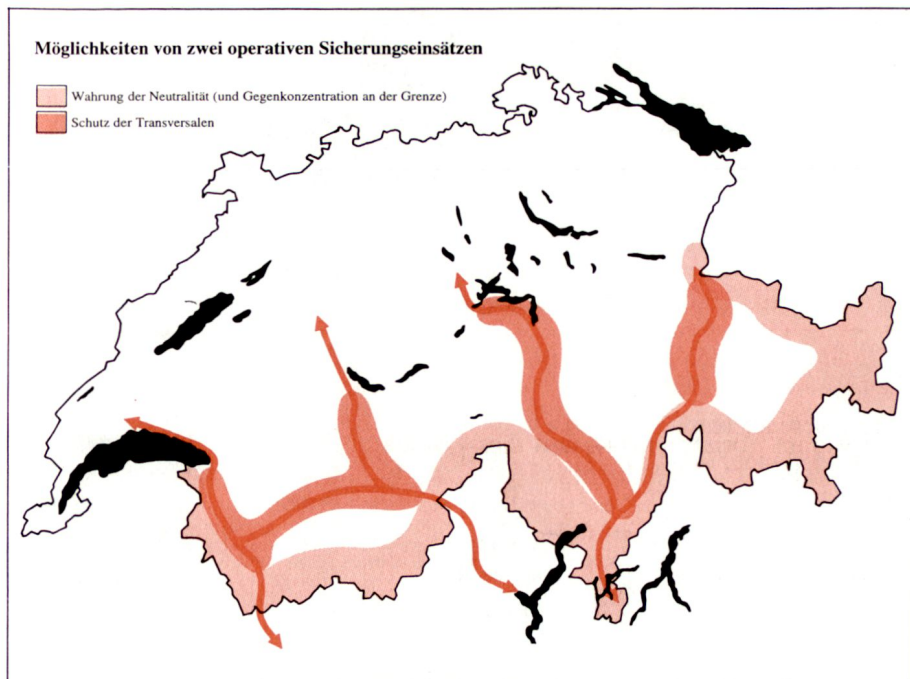 Möglichkeiten von zwei operativen Sicherungseinsätzen
Wahrung der Neutralität (und Gegenkonzentration an der Grenze)
Schutz der Transversalen